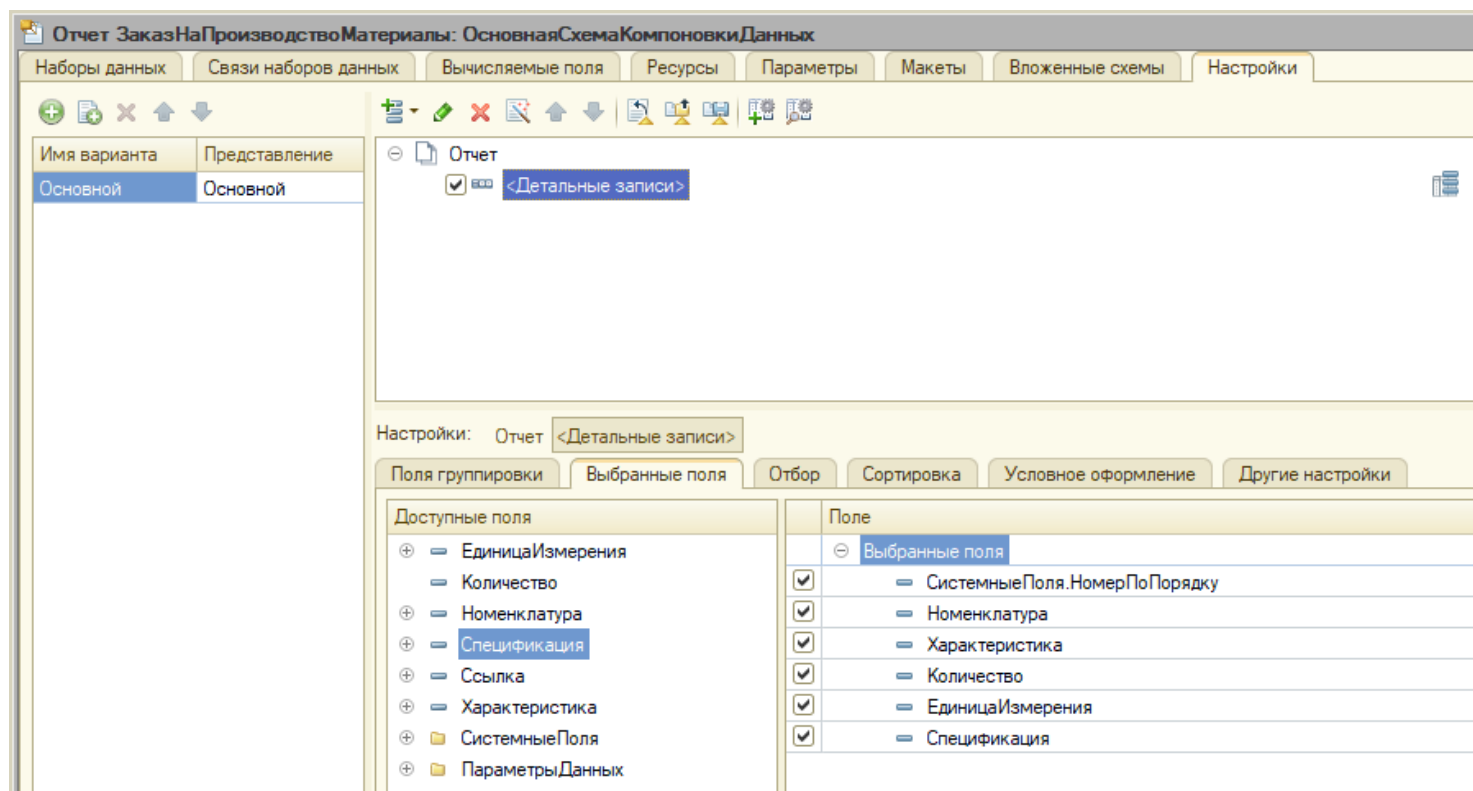 Отчет ЗаказНаПроизводствоМатериалы: ОсновнаяСхемаКомпоновкиДанных
Наборы данных Связи наборов данных Вычисляемые поля Ресурсы Параметры Макеты Вложенные схемы Настройки
Имя варианта Представление
Основной Основной
Отчет
<Детальные записи>
Настройки: Отчет <Детальные записи>
Поля группировки Выбранные поля Отбор Сортировка Условное оформление Другие настройки
Доступные поля Поле
ЕдиницаИзмерения Выбранные поля
Количество СистемныеПоля.НомерПоПорядку
Номенклатура Номенклатура
Спецификация Характеристика
Ссылка Количество
Характеристика ЕдиницаИзмерения
СистемныеПоля Спецификация
ПараметрыДанных